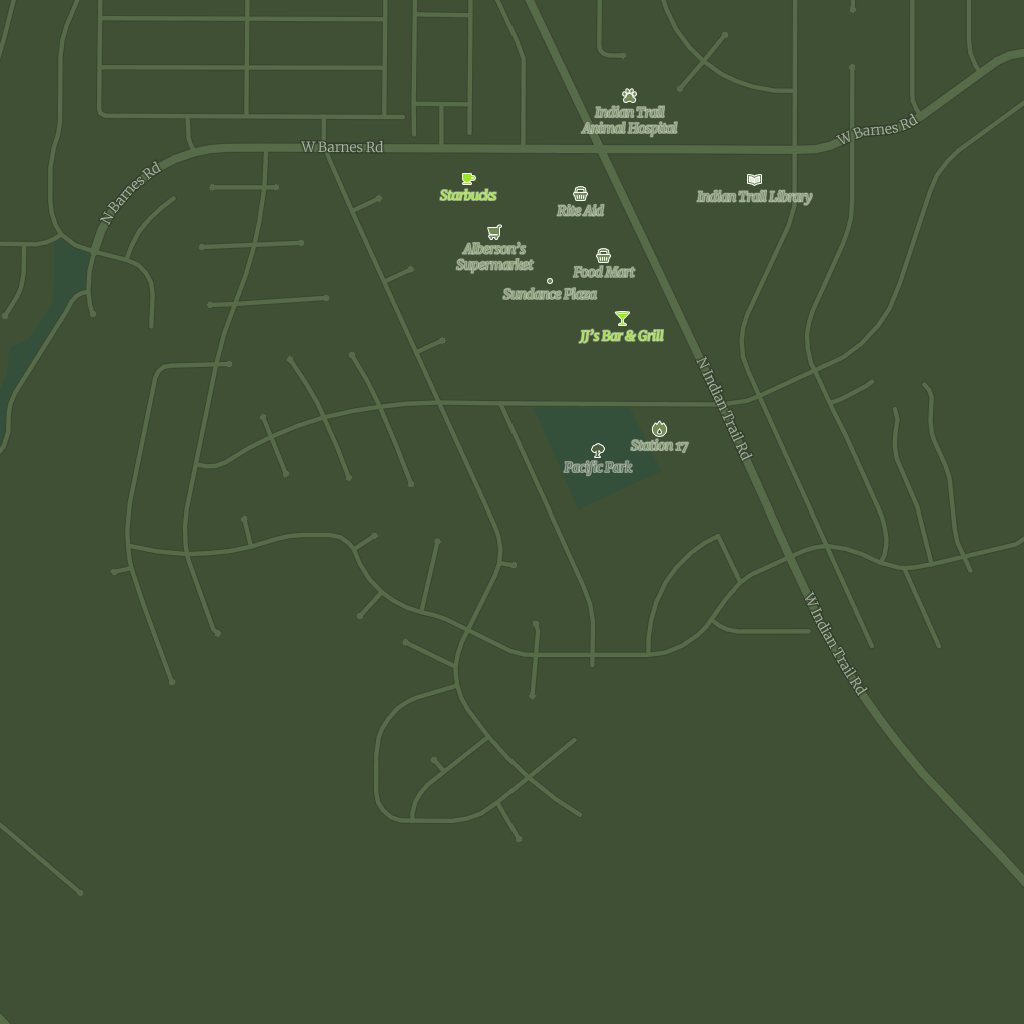 Indian Trail
Animal Hospital
W Barnes Rd
W Barnes Rd
N Barnes Rd
Starbucks
Rite Aid
Indian Trail Library
Alberson's
Supermarket
Food Mart
Sundance Plaza
JJ's Bar & Grill
N Indian Trail Rd
Station 17
Pacific Park
W Indian Trail Rd